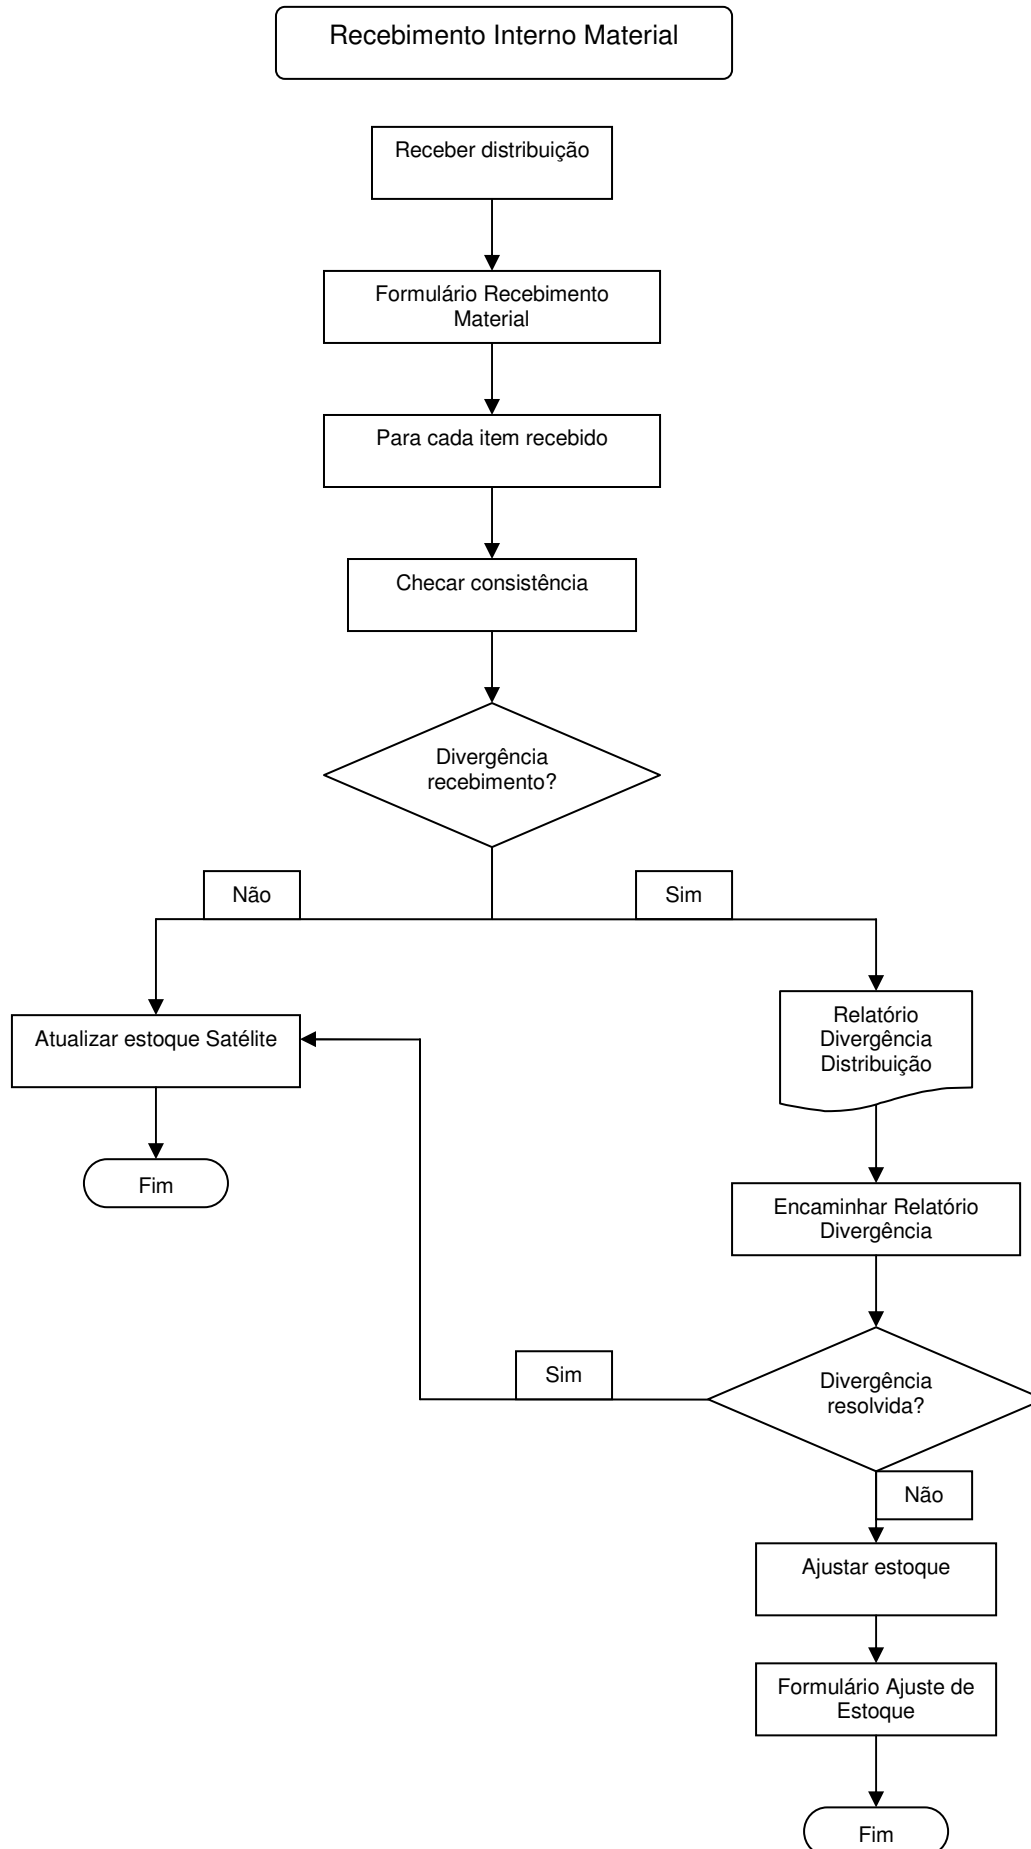 Recebimento Interno Material
Receber distribuição
Formulário Recebimento
Material
Para cada item recebido
Checar consistência
Divergência
recebimento?
Não
Sim
Atualizar estoque Satélite
Relatório
Divergência
Distribuição
Fim
Encaminhar Relatório
Divergência
Sim
Divergência
resolvida?
Não
Ajustar estoque
Formulário Ajuste de
Estoque
Fim